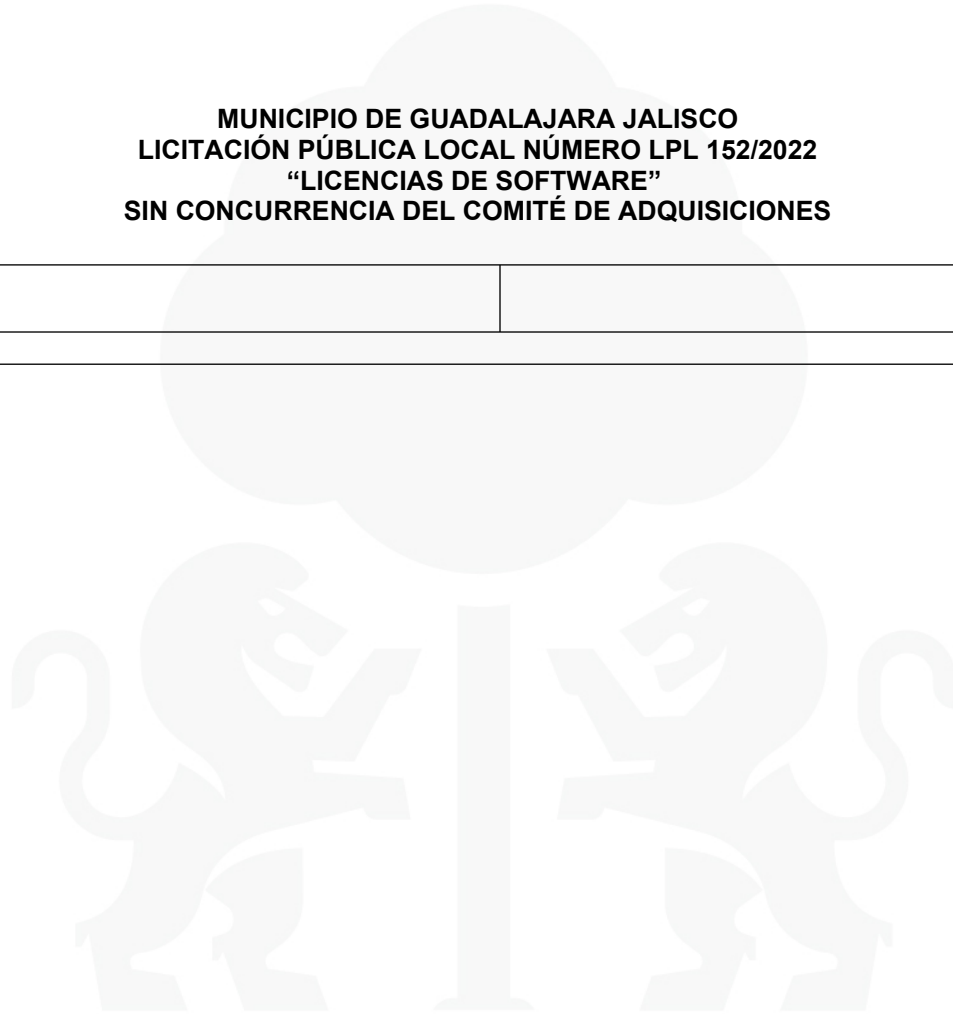 MUNICIPIO DE GUADALAJARA JALISCO
LICITACIÓN PÚBLICA LOCAL NÚMERO LPL 152/2022
“LICENCIAS DE SOFTWARE”
SIN CONCURRENCIA DEL COMITÉ DE ADQUISICIONES